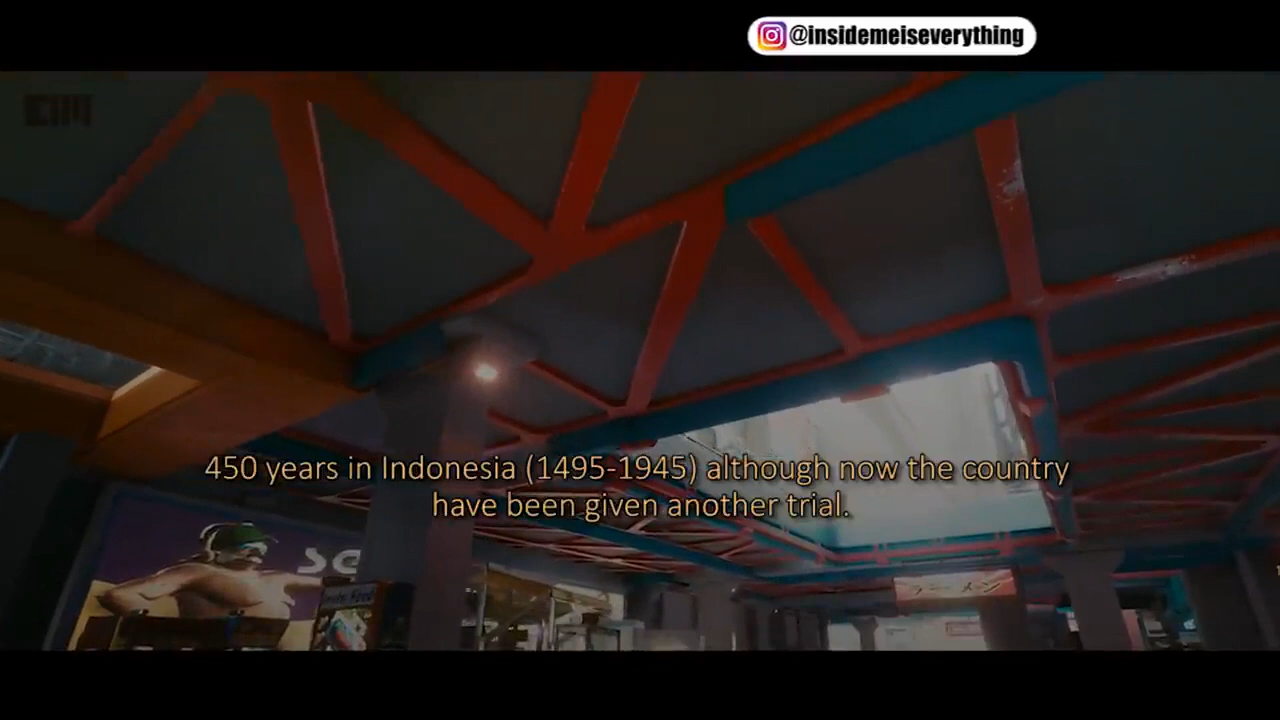 @insidemeiseverything
450 years in Indonesia (1495-1945) although now the country
have been given another trial.